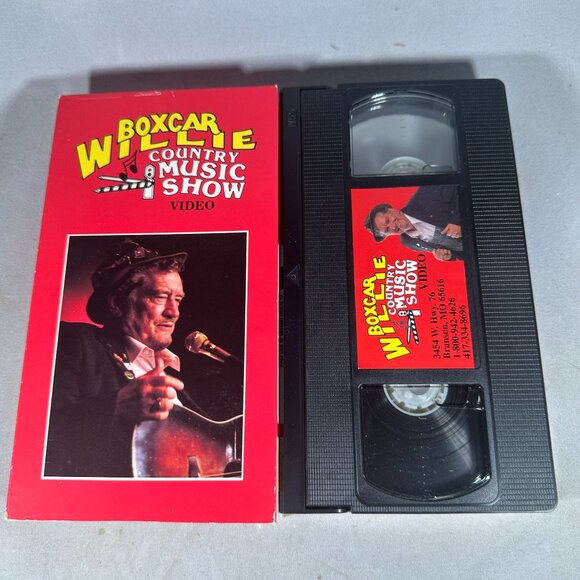 BOXCAR
WILLIE
COUNTRY
MUSIC
SHOW
VIDEO
BOXCAR
WILLIE
COUNTRY
MUSIC
SHOW
VIDEO
3454 W. Hwy. 76
Branson, MO 65616
1-800-942-4626
417-334-8696